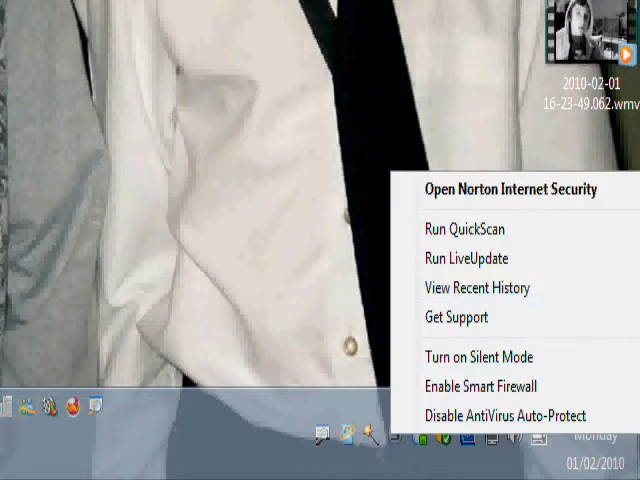 2010-02-01
16-23-49.062.wmv
Open Norton Internet Security
Run QuickScan
Run LiveUpdate
View Recent History
Get Support
Turn on Silent Mode
Enable Smart Firewall
Disable AntiVirus Auto-Protect
Monday
01/02/2010